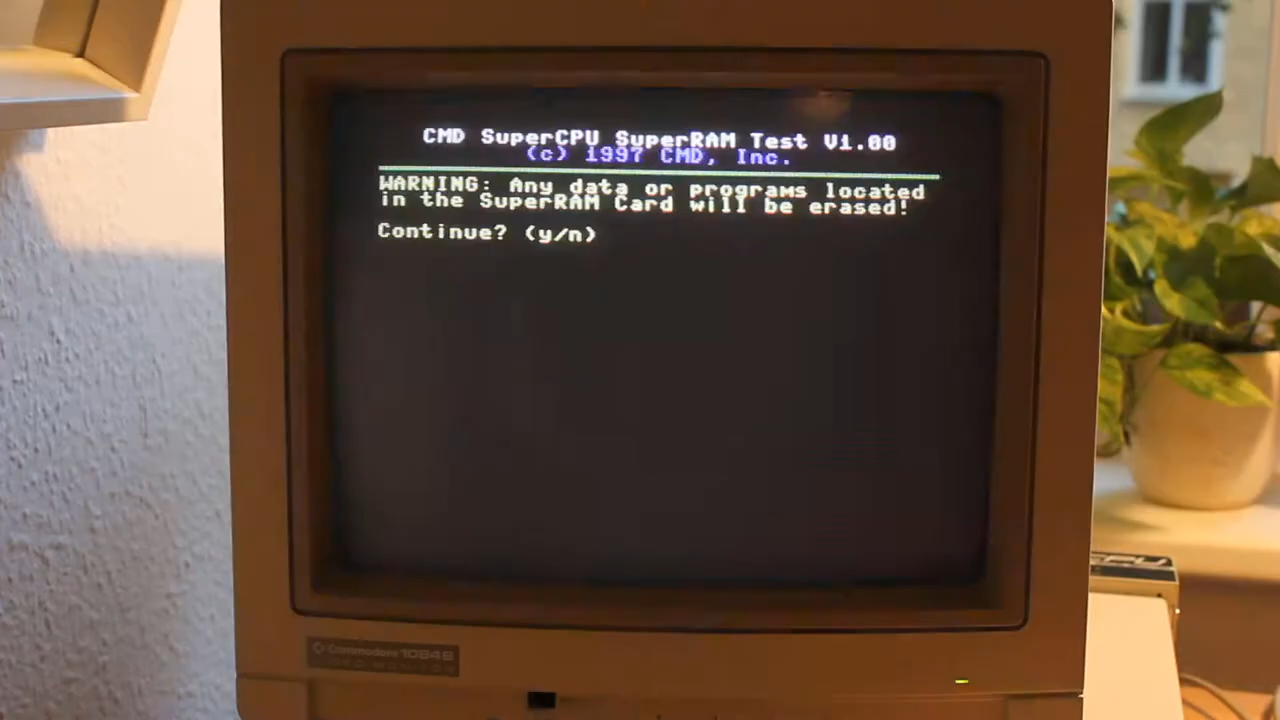 CMD SuperCPU SuperRAM Test V1.00
(c) 1997 CMD, Inc.
WARNING: Any data or programs located
in the SuperRAM Card will be erased!
Continue? (y/n)
Commodore 1084S